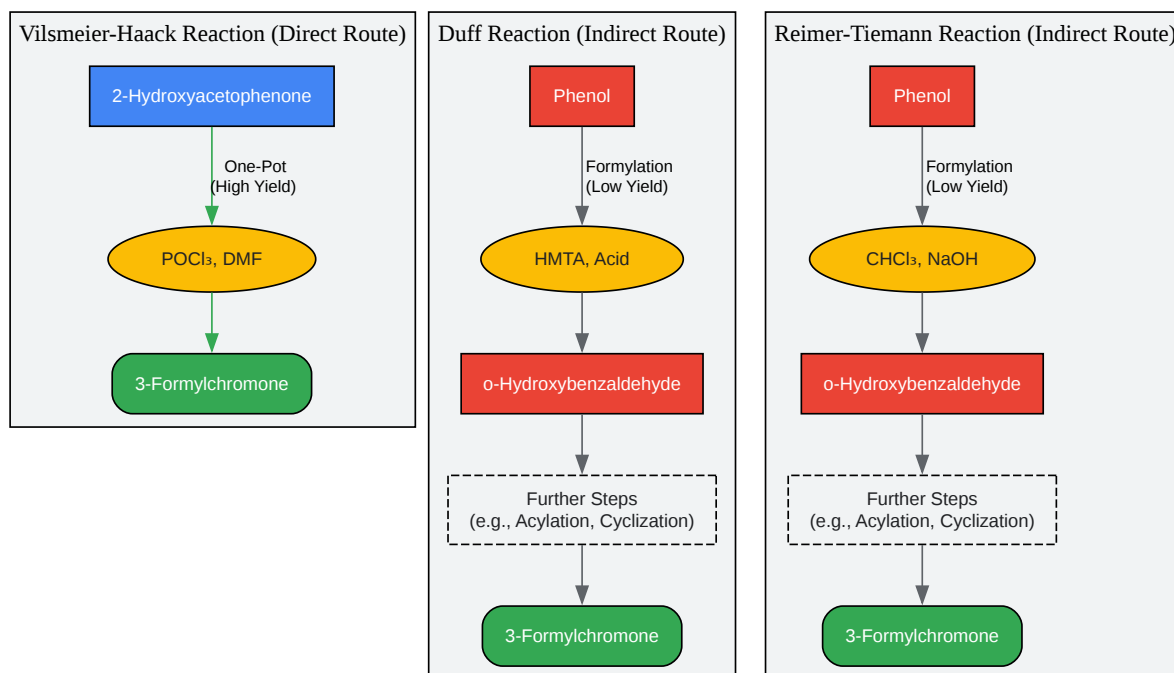 Vilsmeier-Haack Reaction (Direct Route)
2-Hydroxyacetophenone
One-Pot
(High Yield)
POCl₃, DMF
3-Formylchromone
Duff Reaction (Indirect Route)
Phenol
Formylation
(Low Yield)
HMTA, Acid
o-Hydroxybenzaldehyde
Further Steps
(e.g., Acylation, Cyclization)
3-Formylchromone
Reimer-Tiemann Reaction (Indirect Route)
Phenol
Formylation
(Low Yield)
CHCl₃, NaOH
o-Hydroxybenzaldehyde
Further Steps
(e.g., Acylation, Cyclization)
3-Formylchromone